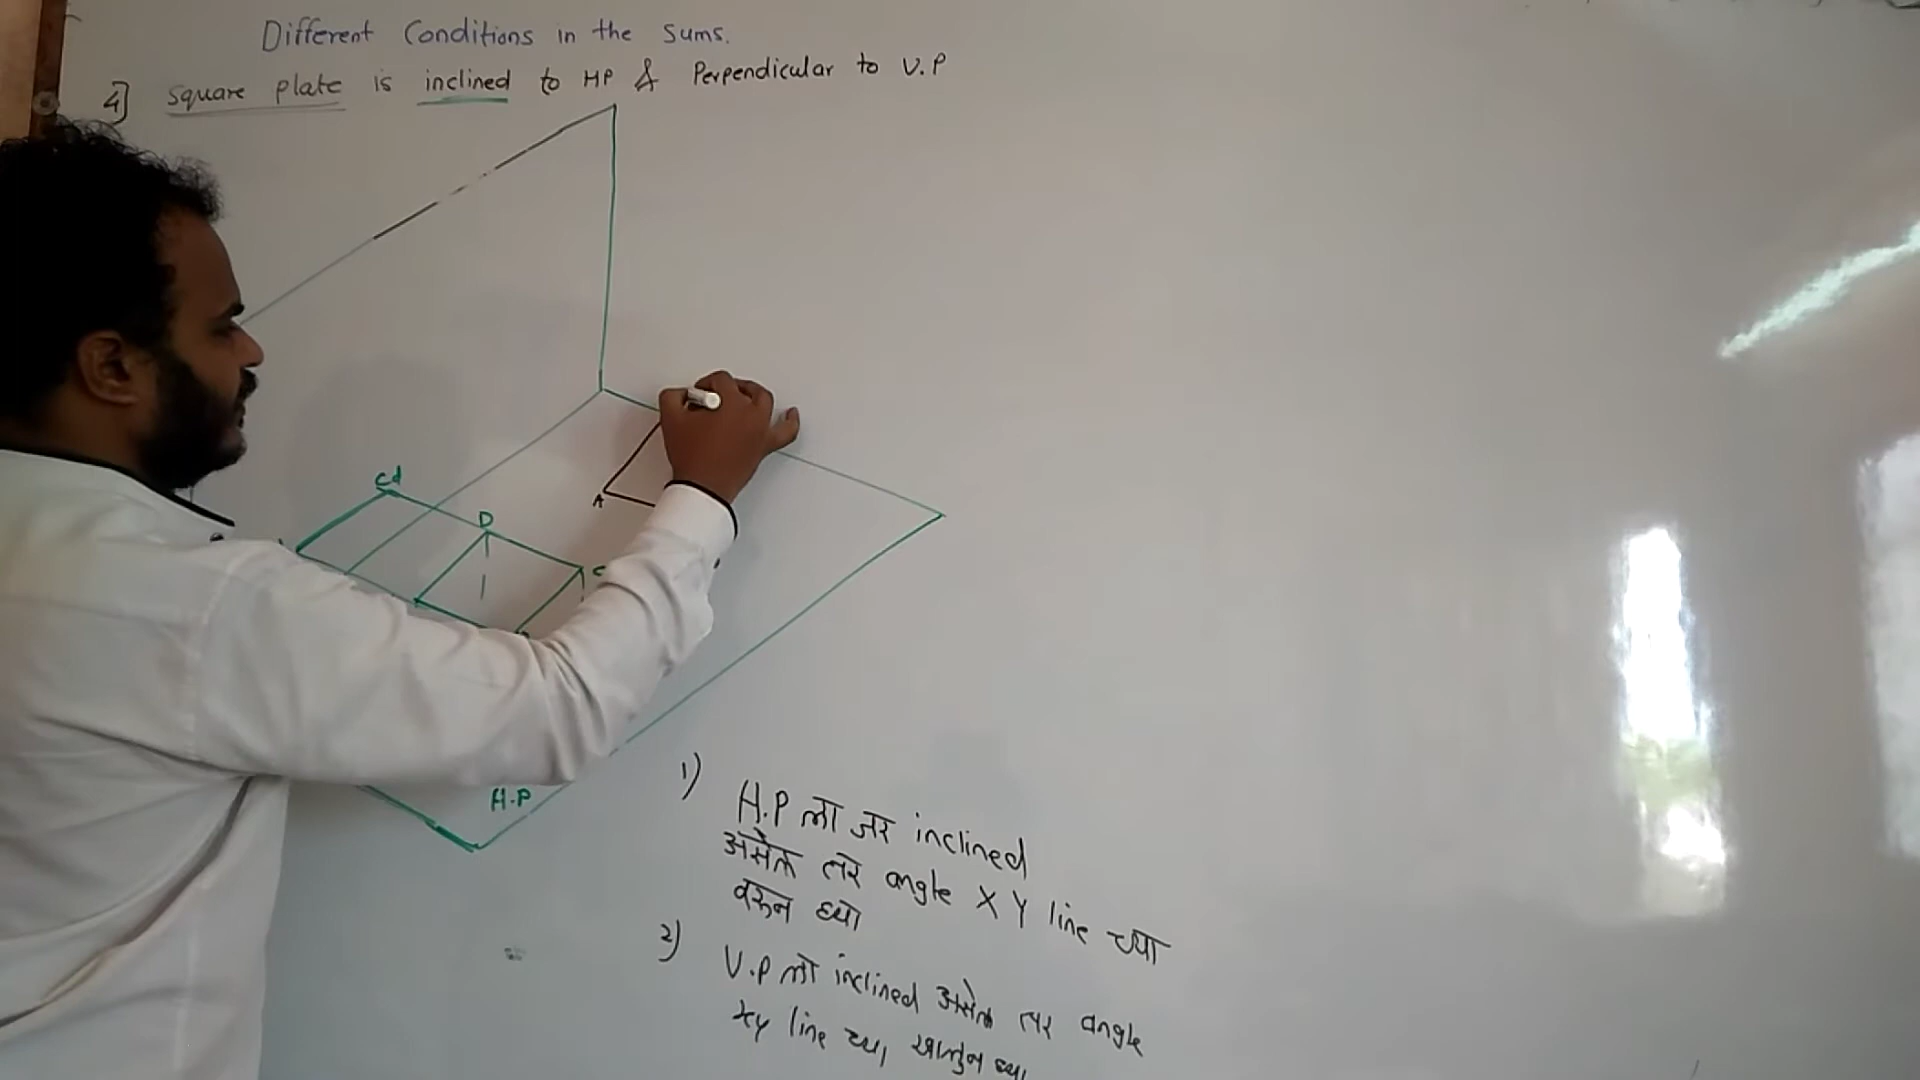 Different Conditions in the sums.
4] square plate is inclined to HP & Perpendicular to V.P
cd
D
C
A
H.P
1) H.P ला जर inclined
असेल तर angle X Y line च्या
वरून घ्या
2) V.P ला inclined असेल तर angle
xy line च्या खालुन घ्या